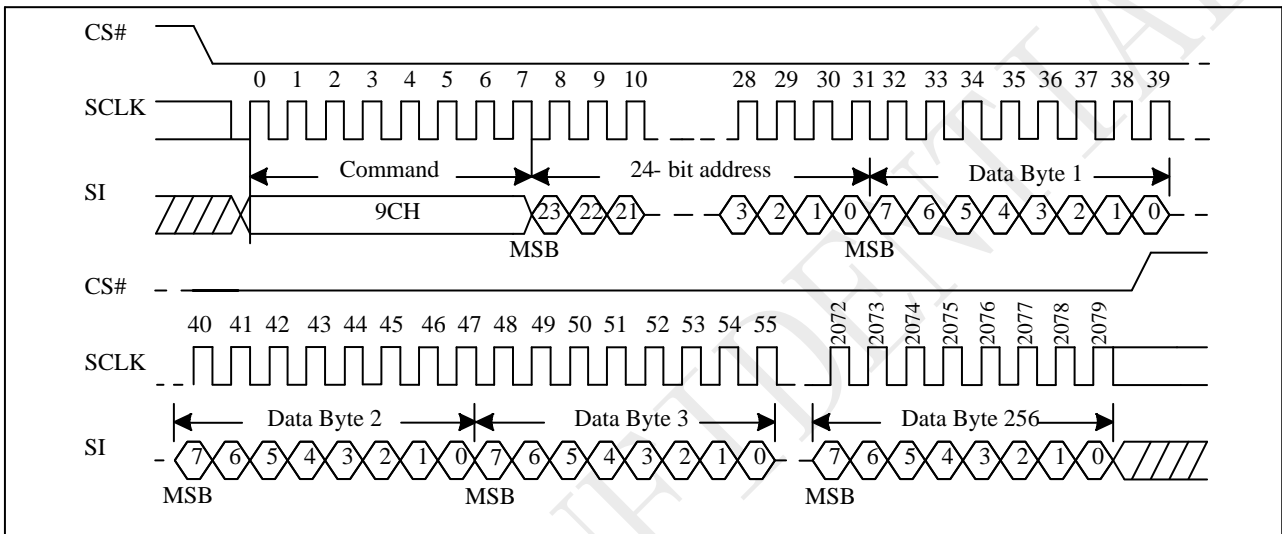 CS#
0 1 2 3 4 5 6 7 8 9 10 28 29 30 31 32 33 34 35 36 37 38 39
SCLK
Command 24- bit address Data Byte 1
SI
9CH 23 22 21 3 2 1 0 7 6 5 4 3 2 1 0
MSB MSB
CS#
40 41 42 43 44 45 46 47 48 49 50 51 52 53 54 55 2072 2073 2074 2075 2076 2077 2078 2079
SCLK
Data Byte 2 Data Byte 3 Data Byte 256
SI
7 6 5 4 3 2 1 0 7 6 5 4 3 2 1 0 7 6 5 4 3 2 1 0
MSB MSB MSB